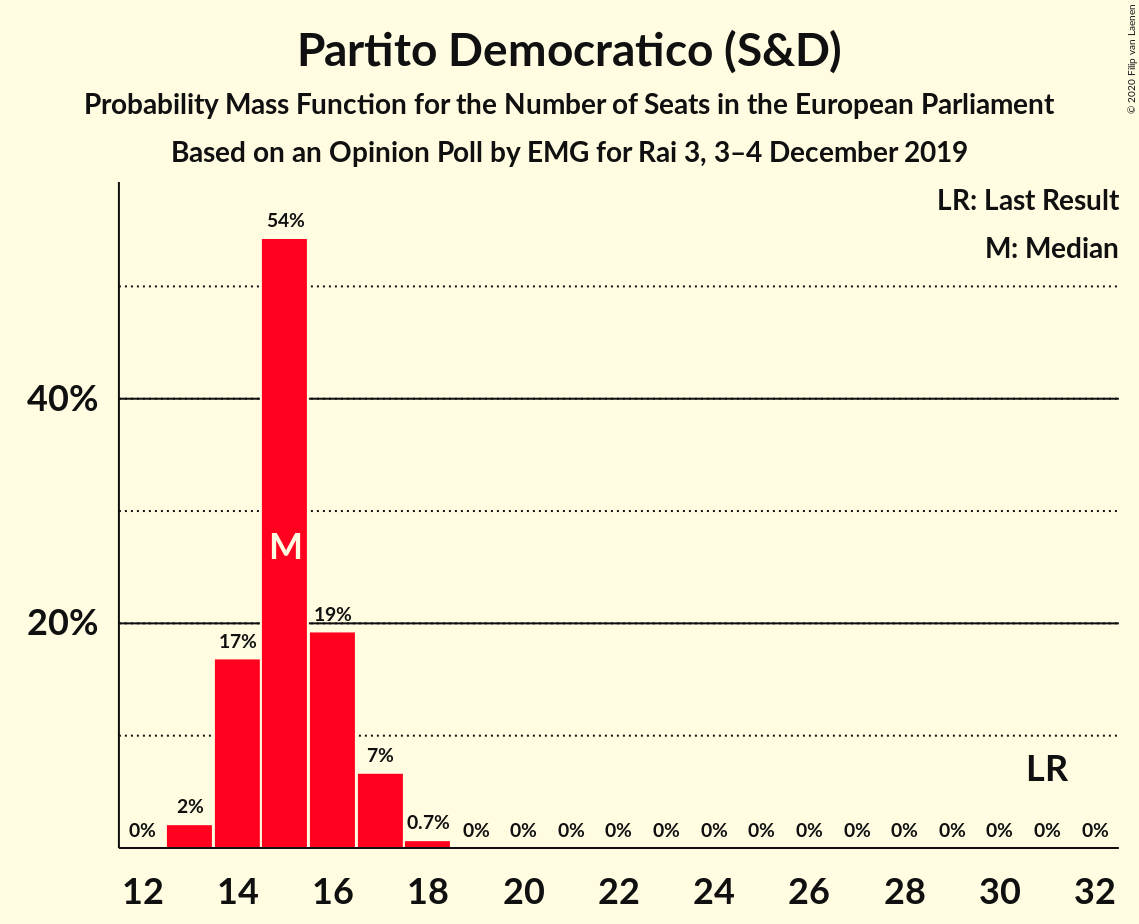 Partito Democratico (S&D)
Probability Mass Function for the Number of Seats in the European Parliament
Based on an Opinion Poll by EMG for Rai 3, 3–4 December 2019
© 2020 Filip van Laenen
LR: Last Result
M: Median
54%
40%
M
20%
19%
17%
7%
LR
2%
0.7%
0% 0% 0% 0% 0% 0% 0% 0% 0% 0% 0% 0% 0% 0% 0%
12 14 16 18 20 22 24 26 28 30 32